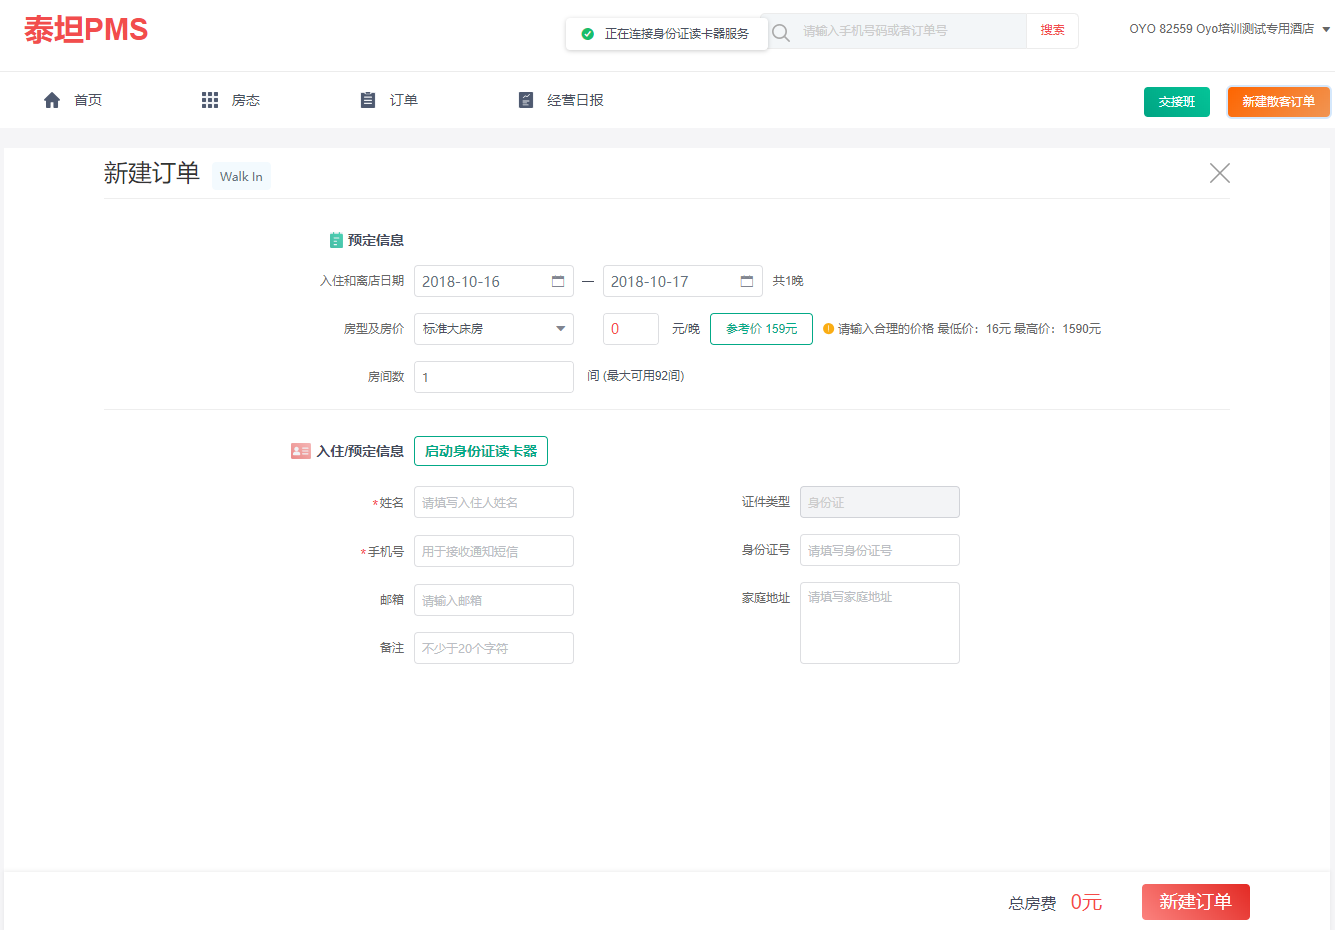 泰坦PMS
正在连接身份证读卡器服务
请输入手机号码或者订单号
搜索
OYO 82559 Oyo培训测试专用酒店
首页
房态
订单
经营日报
交接班
新建散客订单
新建订单
Walk In
预定信息
入住和离店日期
2018-10-16
—
2018-10-17
共1晚
房型及房价
标准大床房
0
元/晚
参考价 159元
请输入合理的价格 最低价：16元 最高价：1590元
房间数
1
间 (最大可用92间)
入住/预定信息
启动身份证读卡器
*姓名
请填写入住人姓名
证件类型
身份证
*手机号
用于接收通知短信
身份证号
请填写身份证号
邮箱
请输入邮箱
家庭地址
请填写家庭地址
备注
不少于20个字符
总房费
0元
新建订单